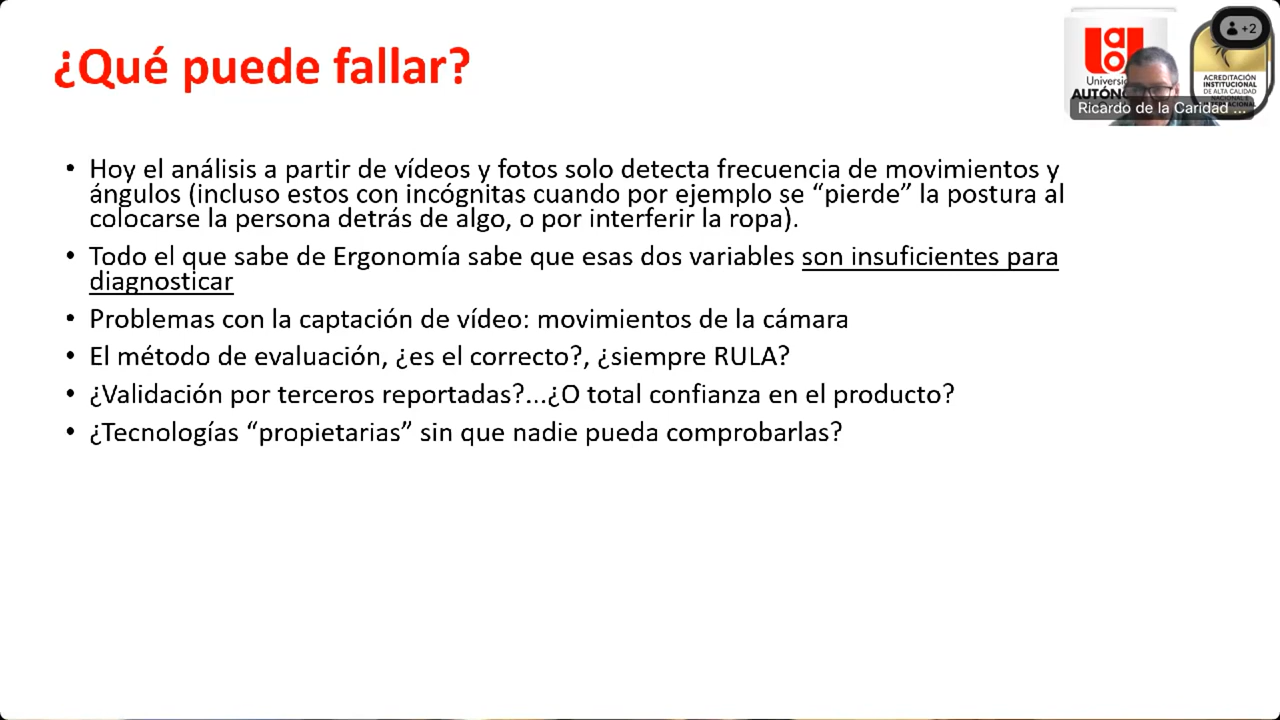 ¿Qué puede fallar?
+2
ACREDITACIÓN
INSTITUCIONAL
DE ALTA CALIDAD
AUTÓN
Ricardo de la Caridad ...
• Hoy el análisis a partir de vídeos y fotos solo detecta frecuencia de movimientos y
ángulos (incluso estos con incógnitas cuando por ejemplo se “pierde” la postura al
colocarse la persona detrás de algo, o por interferir la ropa).
• Todo el que sabe de Ergonomía sabe que esas dos variables son insuficientes para
diagnosticar
• Problemas con la captación de vídeo: movimientos de la cámara
• El método de evaluación, ¿es el correcto?, ¿siempre RULA?
• ¿Validación por terceros reportadas?...¿O total confianza en el producto?
• ¿Tecnologías “propietarias” sin que nadie pueda comprobarlas?